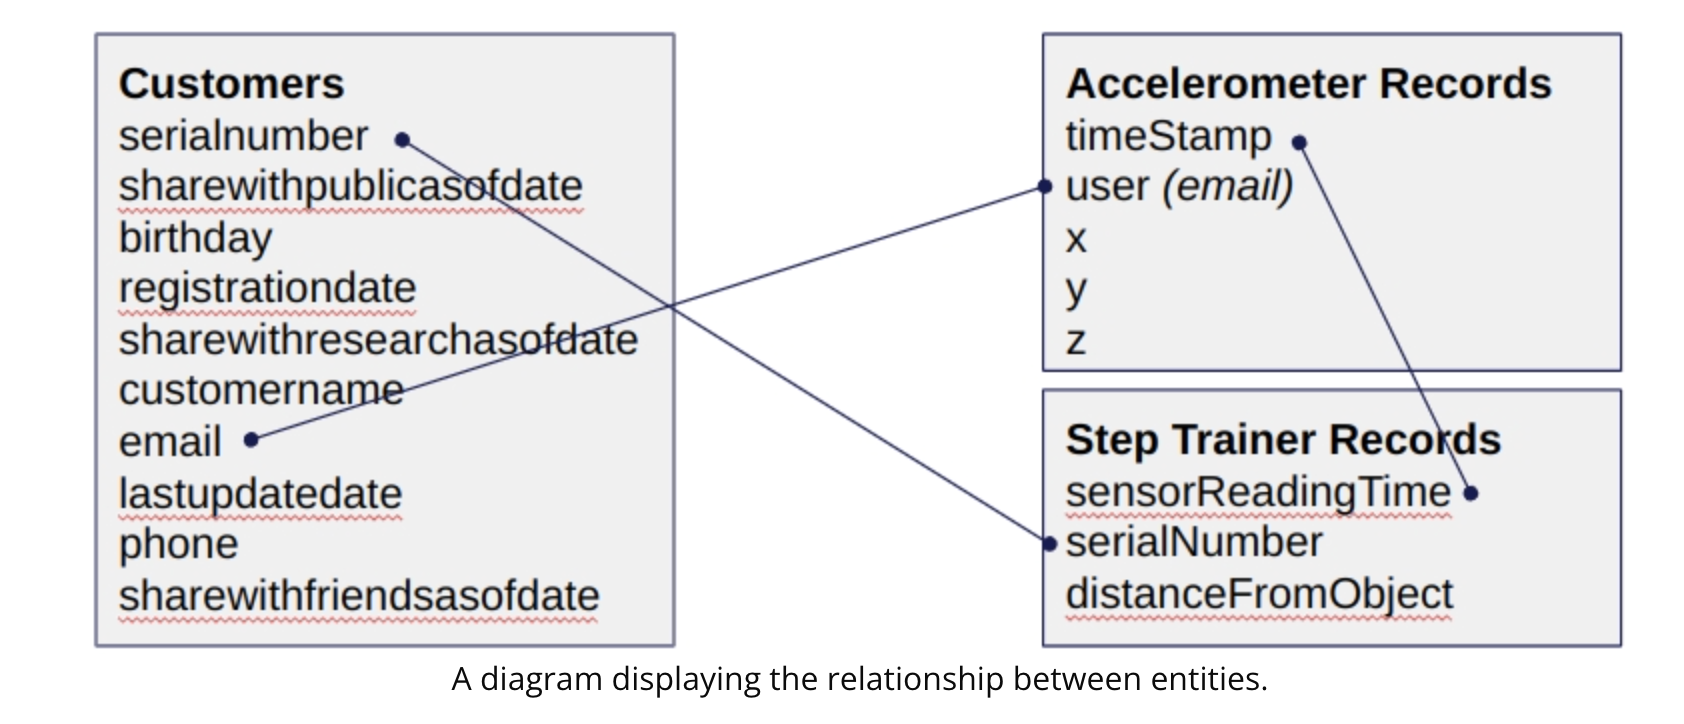 Customers
serialnumber
sharewithpublicasofdate
birthday
registrationdate
sharewithresearchasofdate
customername
email
lastupdatedate
phone
sharewithfriendsasofdate
Accelerometer Records
timeStamp
user (email)
x
y
z
Step Trainer Records
sensorReadingTime
serialNumber
distanceFromObject
A diagram displaying the relationship between entities.